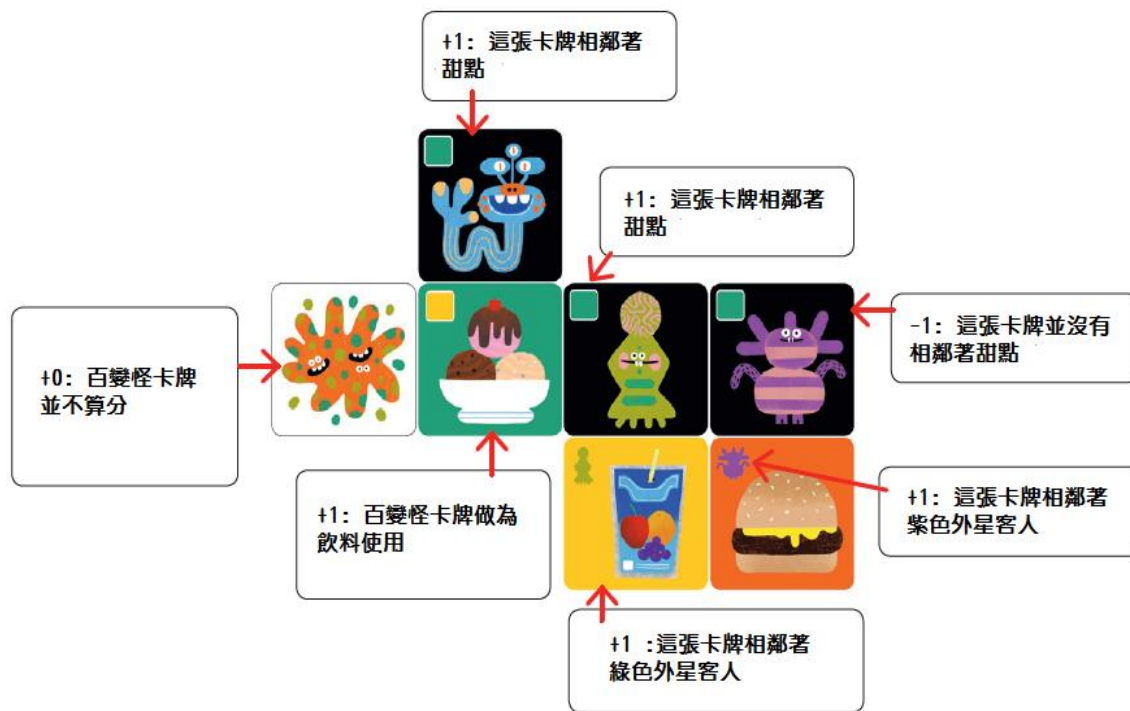 +1: 這張卡牌相鄰著
甜點
+1: 這張卡牌相鄰著
甜點
-1: 這張卡牌並沒有
相鄰著甜點
+0: 百變怪卡牌
並不算分
+1: 百變怪卡牌做為
飲料使用
+1: 這張卡牌相鄰著
紫色外星客人
+1 :這張卡牌相鄰著
綠色外星客人